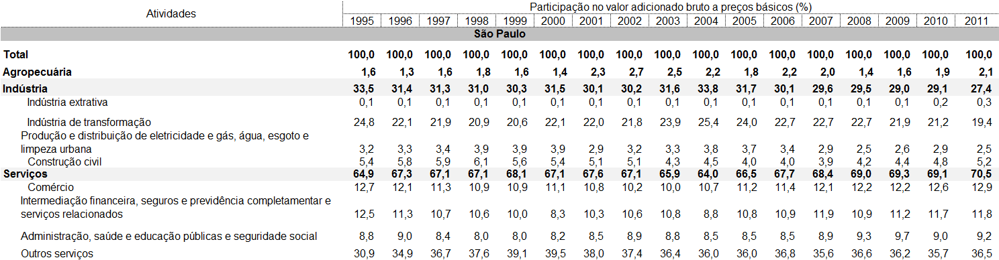 Atividades
Participação no valor adicionado bruto a preços básicos (%)
1995 1996 1997 1998 1999 2000 2001 2002 2003 2004 2005 2006 2007 2008 2009 2010 2011
São Paulo
Total 100,0 100,0 100,0 100,0 100,0 100,0 100,0 100,0 100,0 100,0 100,0 100,0 100,0 100,0 100,0 100,0 100,0
Agropecuária 1,6 1,3 1,6 1,8 1,6 1,4 2,3 2,7 2,5 2,2 1,8 2,2 2,0 1,4 1,6 1,9 2,1
Indústria 33,5 31,4 31,3 31,0 30,3 31,5 30,1 30,2 31,6 33,8 31,7 30,1 29,6 29,5 29,0 29,1 27,4
Indústria extrativa 0,1 0,1 0,1 0,1 0,1 0,1 0,1 0,1 0,1 0,1 0,1 0,1 0,1 0,1 0,1 0,2 0,3
Indústria de transformação 24,8 22,1 21,9 20,9 20,6 22,1 22,0 21,8 23,9 25,4 24,0 22,7 22,7 22,7 21,9 21,2 19,4
Produção e distribuição de eletricidade e gás, água, esgoto e
limpeza urbana 3,2 3,3 3,4 3,9 3,9 3,9 2,9 3,2 3,3 3,8 3,7 3,4 2,9 2,5 2,6 2,9 2,5
Construção civil 5,4 5,8 5,9 6,1 5,6 5,4 5,1 5,1 4,3 4,5 4,0 4,0 3,9 4,2 4,4 4,8 5,2
Serviços 64,9 67,3 67,1 67,1 68,1 67,1 67,6 67,1 65,9 64,0 66,5 67,7 68,4 69,0 69,3 69,1 70,5
Comércio 12,7 12,1 11,3 10,9 10,9 11,1 10,8 10,2 10,0 10,7 11,2 11,4 12,1 12,2 12,2 12,6 12,9
Intermediação financeira, seguros e previdência completamentar e
serviços relacionados 12,5 11,3 10,7 10,6 10,0 8,3 10,3 10,6 10,8 8,8 10,8 10,9 11,9 10,9 11,2 11,7 11,8
Administração, saúde e educação públicas e seguridade social 8,8 9,0 8,4 8,0 8,0 8,2 8,5 8,9 8,8 8,5 8,5 8,5 8,9 9,3 9,7 9,0 9,2
Outros serviços 30,9 34,9 36,7 37,6 39,1 39,5 38,0 37,4 36,4 36,0 36,0 36,8 35,6 36,6 36,2 35,7 36,5